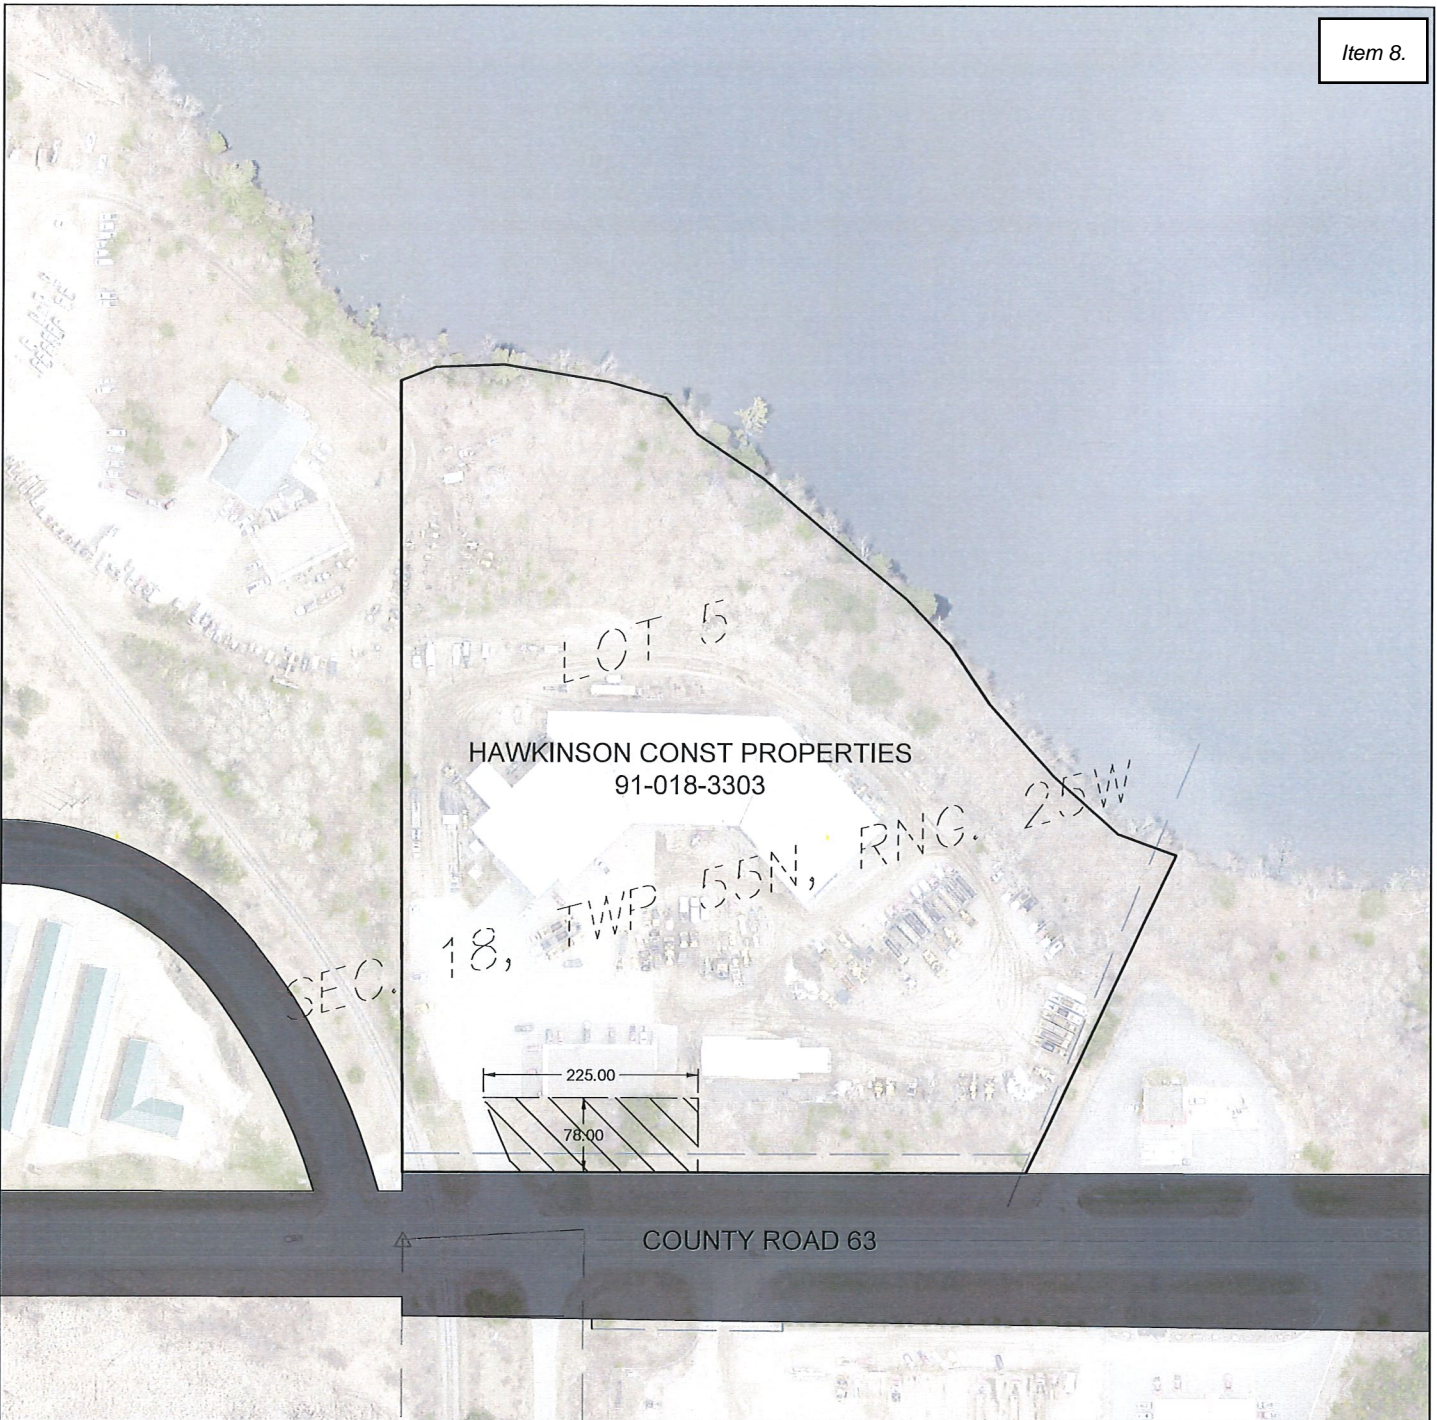 Item 8.
LOT 5
HAWKINSON CONST PROPERTIES
91-018-3303
SEC. 18, TWP 55N, RNG. 25W
225.00
78.00
COUNTY ROAD 63